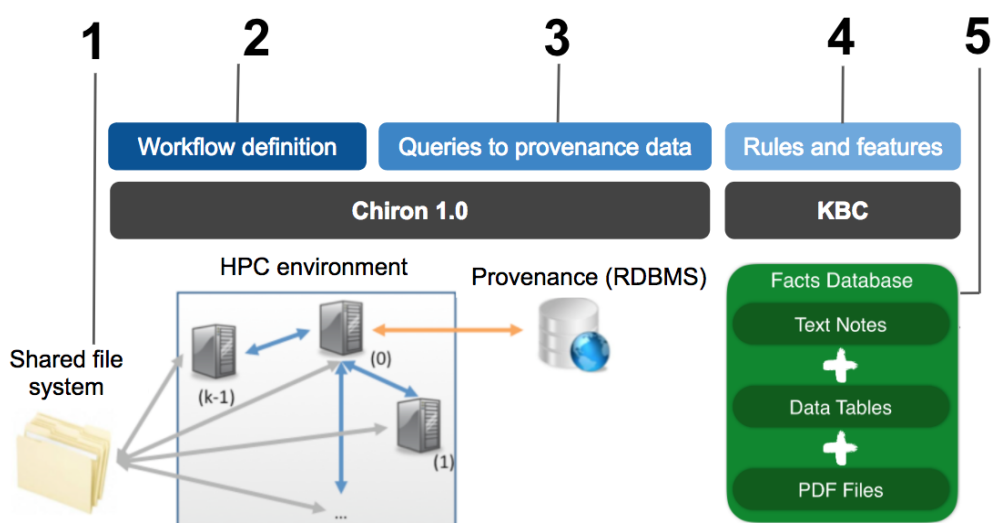 1
2
3
4
5
Workflow definition
Queries to provenance data
Rules and features
Chiron 1.0
KBC
HPC environment
Provenance (RDBMS)
Facts Database
Text Notes
Data Tables
PDF Files
Shared file
system
(k-1)
(0)
(1)
...